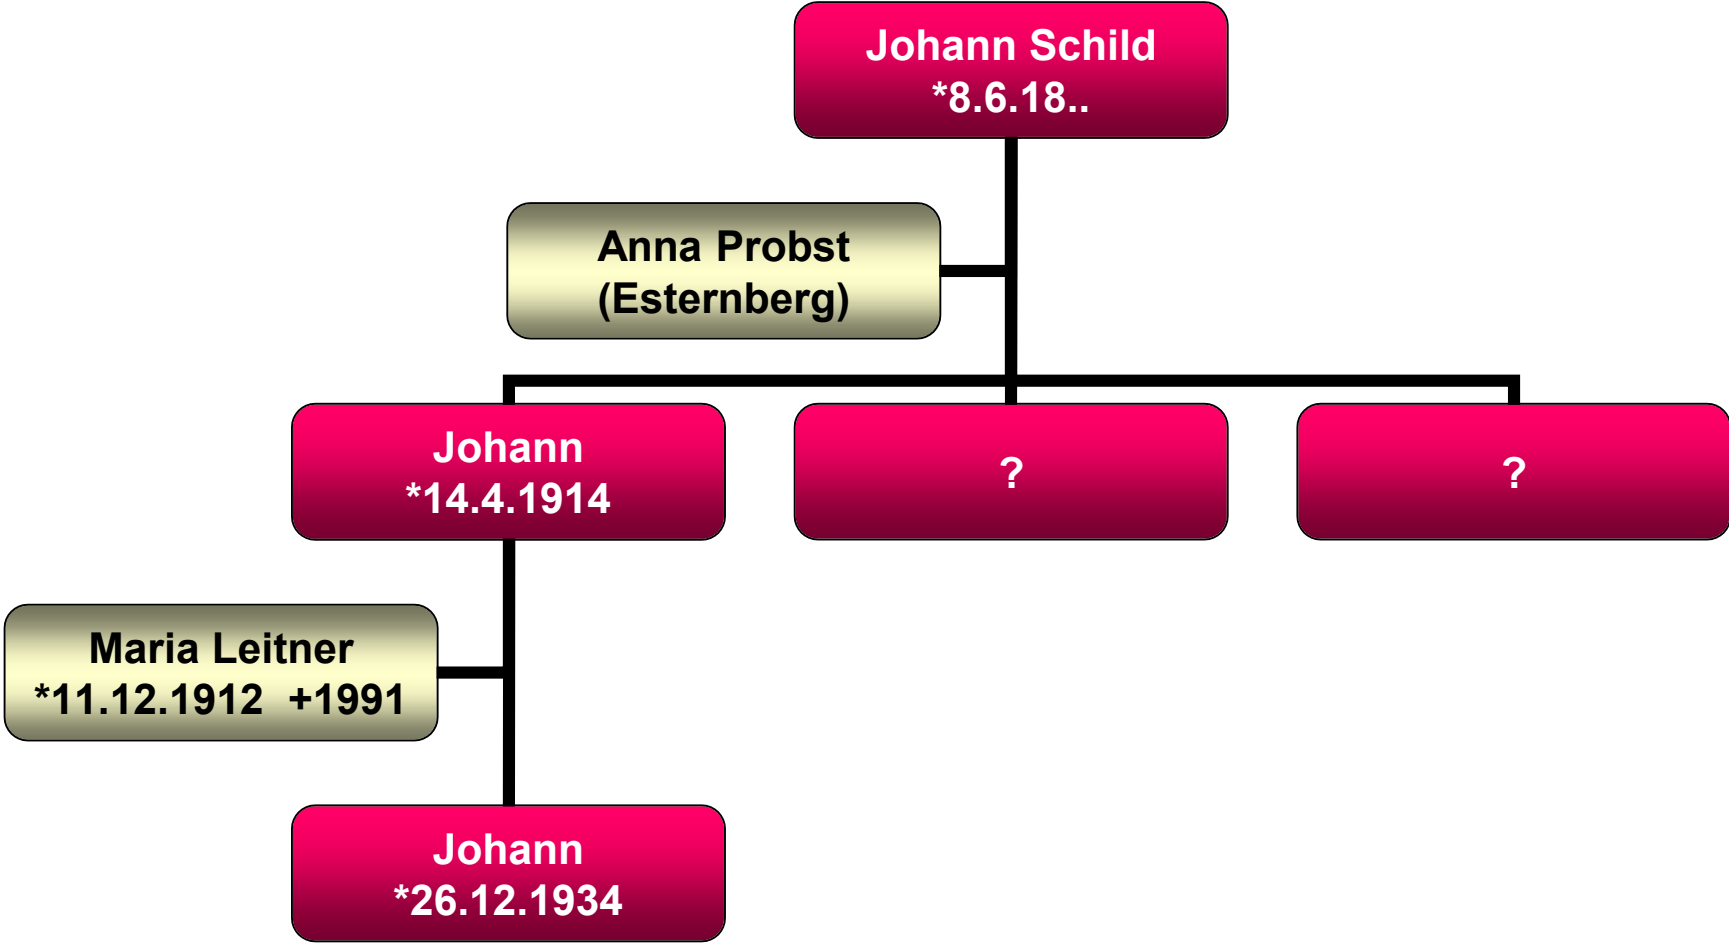 Johann Schild
*8.6.18..
Anna Probst
(Esternberg)
Johann
*14.4.1914
?
?
Maria Leitner
*11.12.1912  +1991
Johann
*26.12.1934